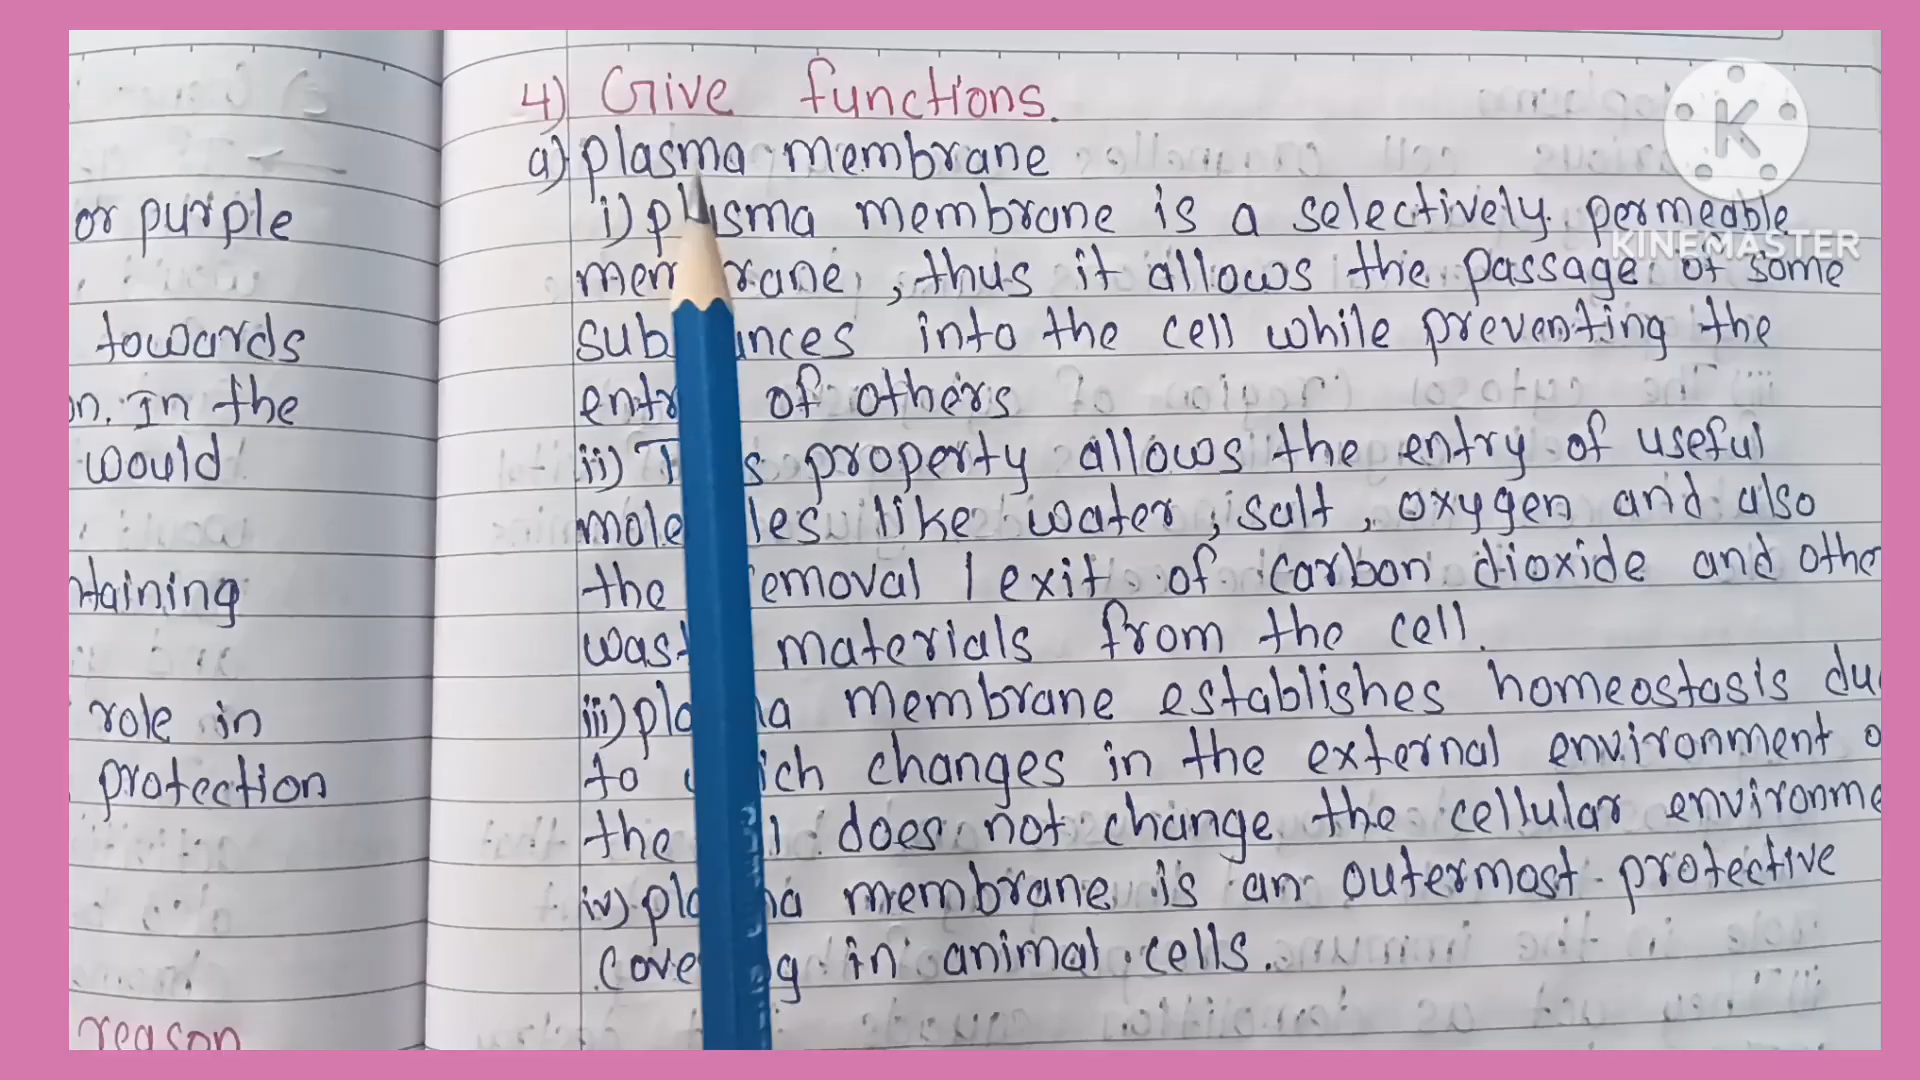 or purple
towards
In the
would
role in
protection
reason
4) Give functions.
a) plasma membrane
i) plasma membrane is a selectively permeable
membrane, thus it allows the passage of some
substances into the cell while preventing the
entry of others
ii) This property allows the entry of useful
molecules like water, salt, oxygen and also
the removal / exit of carbon dioxide and othe
waste materials from the cell.
iii) plasma membrane establishes homeostasis du
to which changes in the external environment o
the cell does not change the cellular environme
iv) plasma membrane is an outermost protective
covering in animal cells.
K
KINEMASTER